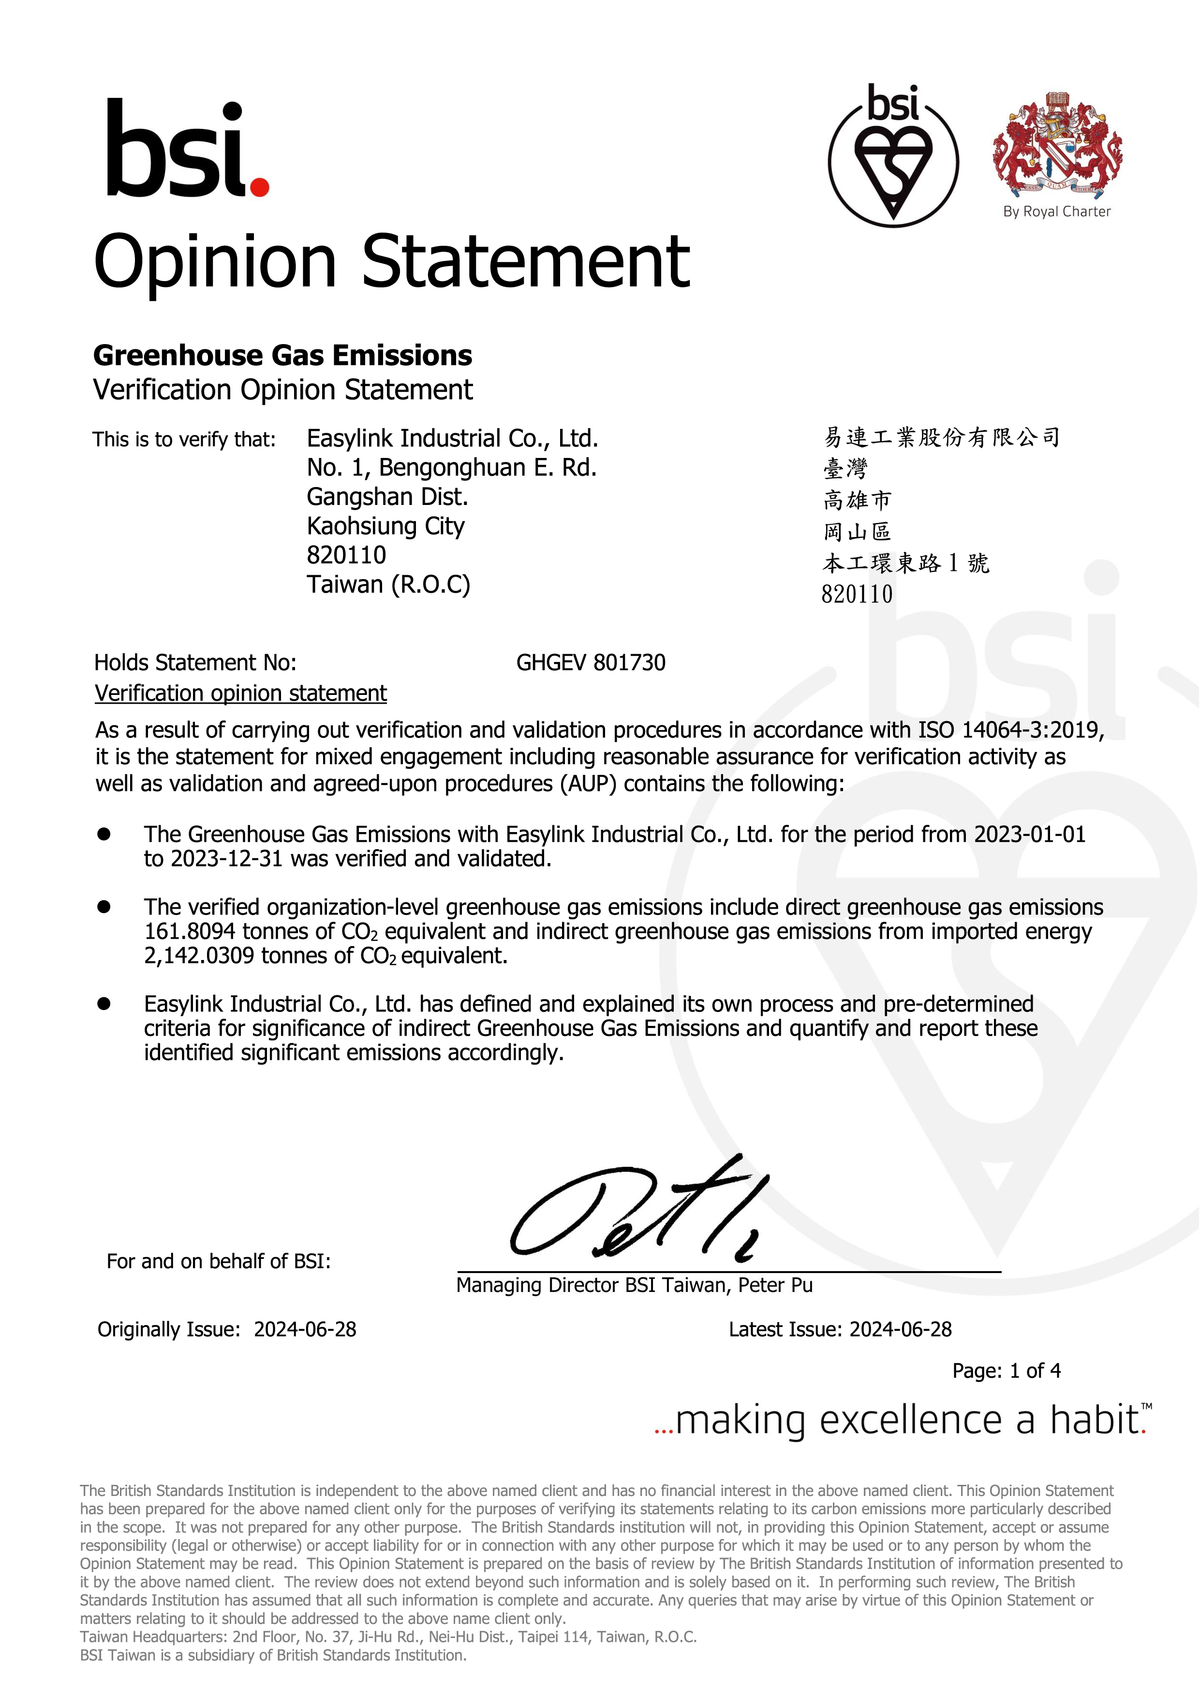 bsi.
bsi
By Royal Charter
Opinion Statement
Greenhouse Gas Emissions
Verification Opinion Statement
This is to verify that:
Easylink Industrial Co., Ltd.
No. 1, Bengonghuan E. Rd.
Gangshan Dist.
Kaohsiung City
820110
Taiwan (R.O.C)
易連工業股份有限公司
臺灣
高雄市
岡山區
本工環東路1號
820110
bsi
Holds Statement No: GHGEV 801730
Verification opinion statement
As a result of carrying out verification and validation procedures in accordance with ISO 14064-3:2019,
it is the statement for mixed engagement including reasonable assurance for verification activity as
well as validation and agreed-upon procedures (AUP) contains the following:
● The Greenhouse Gas Emissions with Easylink Industrial Co., Ltd. for the period from 2023-01-01
to 2023-12-31 was verified and validated.
● The verified organization-level greenhouse gas emissions include direct greenhouse gas emissions
161.8094 tonnes of CO₂ equivalent and indirect greenhouse gas emissions from imported energy
2,142.0309 tonnes of CO₂ equivalent.
● Easylink Industrial Co., Ltd. has defined and explained its own process and pre-determined
criteria for significance of indirect Greenhouse Gas Emissions and quantify and report these
identified significant emissions accordingly.
For and on behalf of BSI:
Managing Director BSI Taiwan, Peter Pu
Originally Issue: 2024-06-28 Latest Issue: 2024-06-28
Page: 1 of 4
...making excellence a habit.™
The British Standards Institution is independent to the above named client and has no financial interest in the above named client. This Opinion Statement
has been prepared for the above named client only for the purposes of verifying its statements relating to its carbon emissions more particularly described
in the scope. It was not prepared for any other purpose. The British Standards institution will not, in providing this Opinion Statement, accept or assume
responsibility (legal or otherwise) or accept liability for or in connection with any other purpose for which it may be used or to any person by whom the
Opinion Statement may be read. This Opinion Statement is prepared on the basis of review by The British Standards Institution of information presented to
it by the above named client. The review does not extend beyond such information and is solely based on it. In performing such review, The British
Standards Institution has assumed that all such information is complete and accurate. Any queries that may arise by virtue of this Opinion Statement or
matters relating to it should be addressed to the above name client only.
Taiwan Headquarters: 2nd Floor, No. 37, Ji-Hu Rd., Nei-Hu Dist., Taipei 114, Taiwan, R.O.C.
BSI Taiwan is a subsidiary of British Standards Institution.